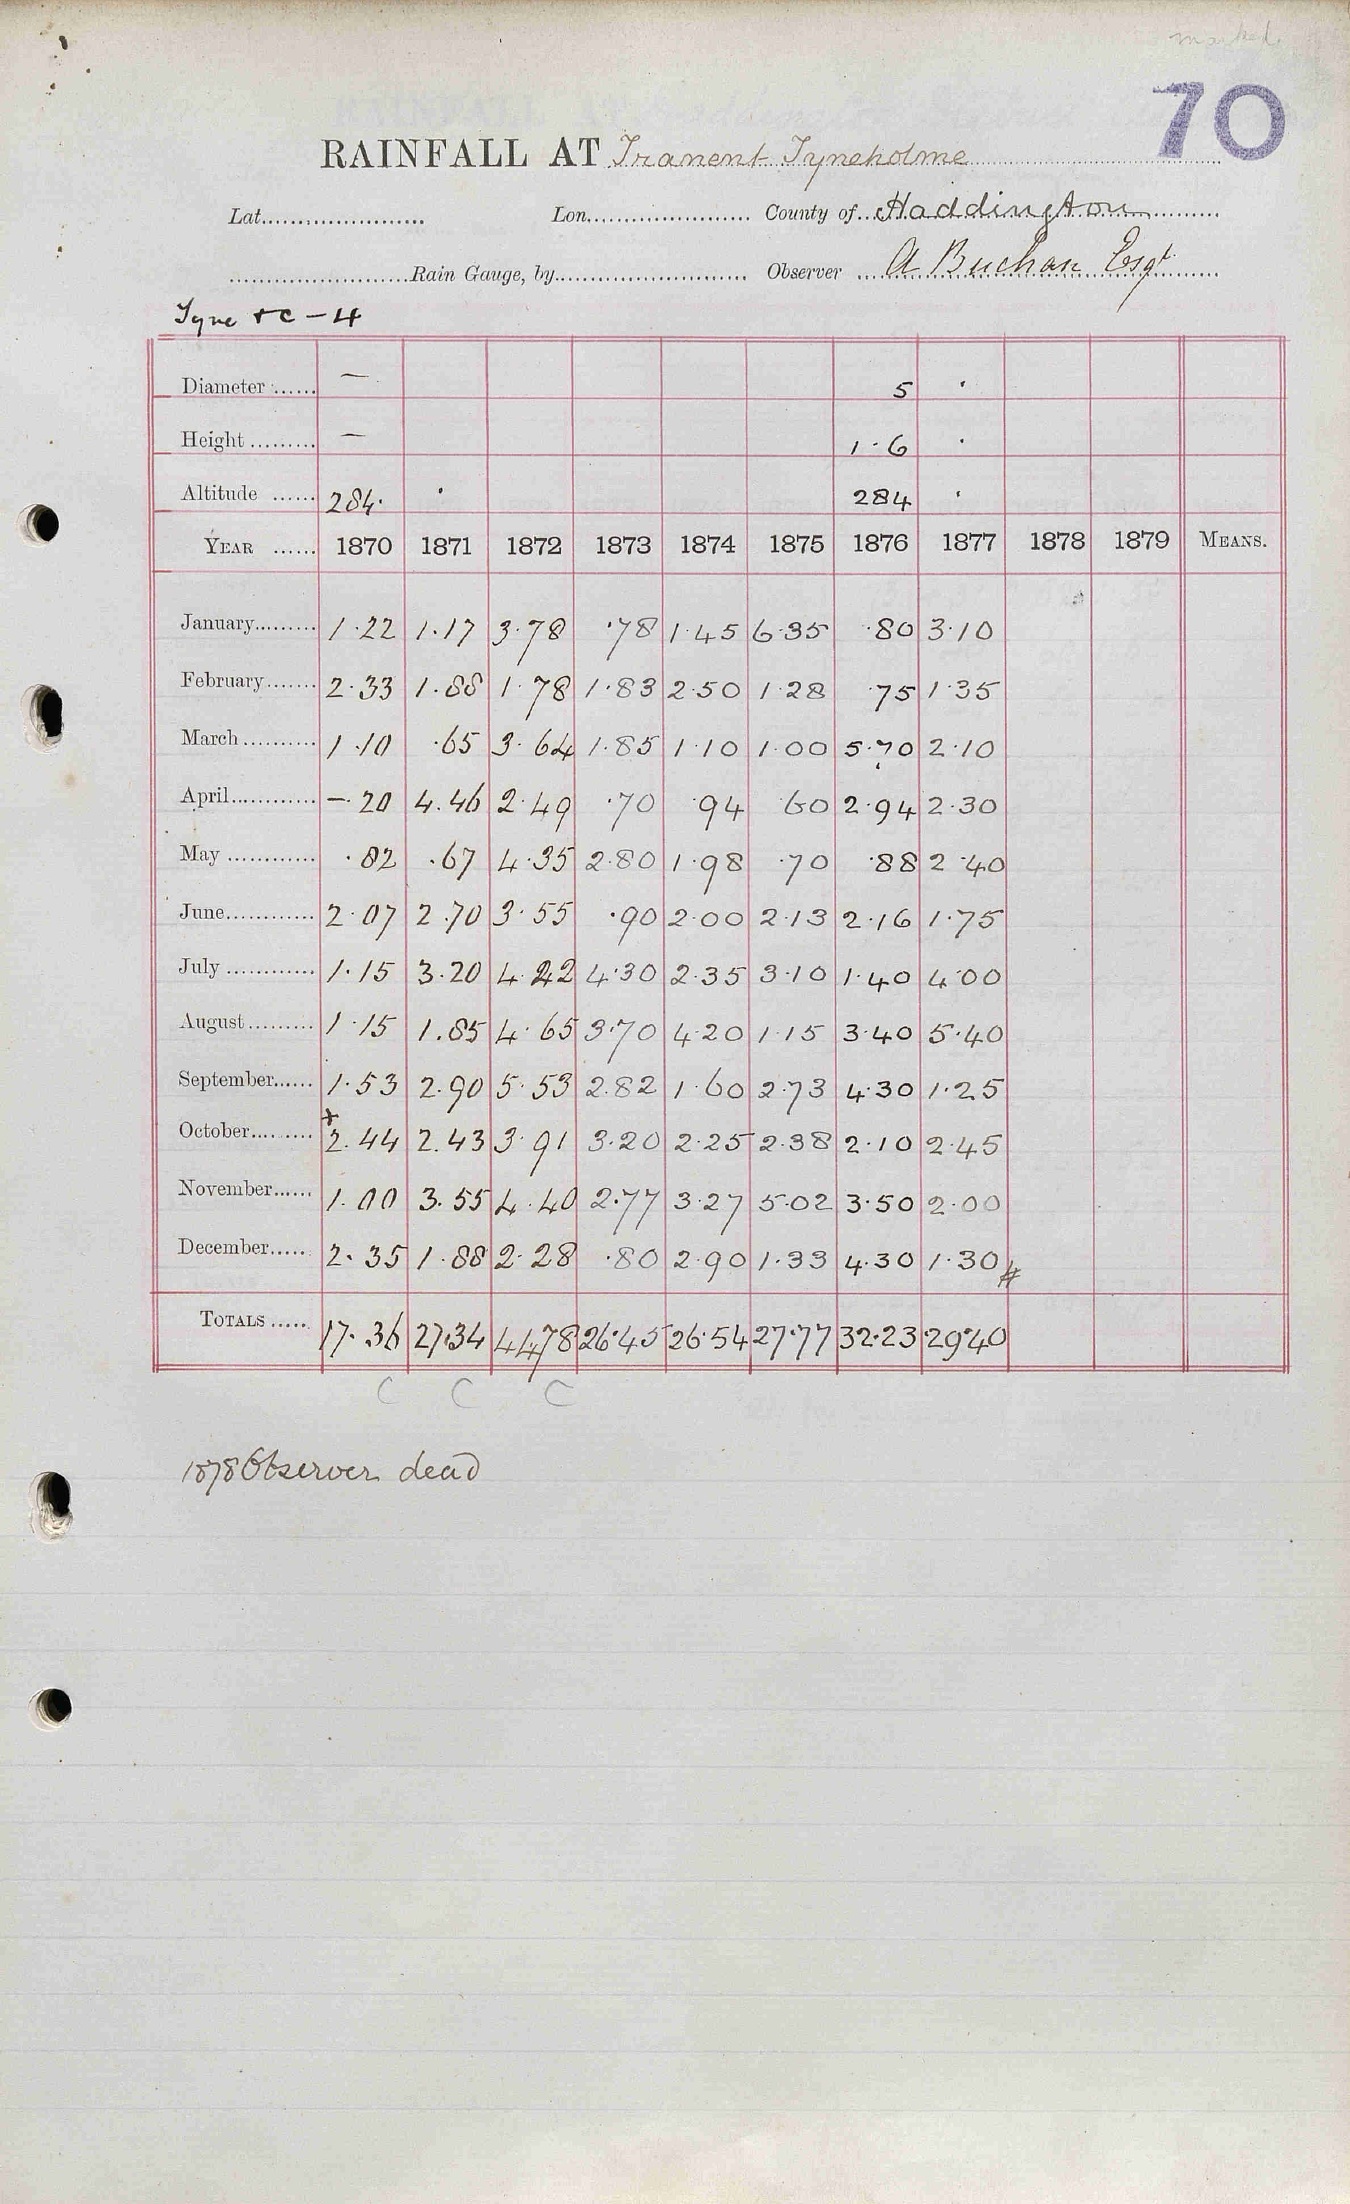 marked
70
RAINFALL AT Tranent Tyneholme
Lat. Lon. County of Haddington
Rain Gauge, by Observer A Buchan Esqr
Tyne &c - 4
Diameter — 5 ·
Height — 1·6 ·
Altitude 284· · 284 ·
YEAR 1870 1871 1872 1873 1874 1875 1876 1877 1878 1879 MEANS.
January 1·22 1·17 3·78 ·78 1·45 6·35 ·80 3·10
February 2·33 1·88 1·78 1·83 2·50 1·28 ·75 1·35
March 1·10 ·65 3·64 1·85 1·10 1·00 5·70 2·10
April —·20 4·46 2·49 ·70 ·94 60 2·94 2·30
May ·82 ·67 4·35 2·80 1·98 ·70 ·88 2·40
June 2·07 2·70 3·55 ·90 2·00 2·13 2·16 1·75
July 1·15 3·20 4·42 4·30 2·35 3·10 1·40 4·00
August 1·15 1·85 4·65 3·70 4·20 1·15 3·40 5·40
September 1·53 2·90 5·53 2·82 1·60 2·73 4·30 1·25
October +2·44 2·43 3·91 3·20 2·25 2·38 2·10 2·45
November 1·00 3·55 4·40 2·77 3·27 5·02 3·50 2·00
December 2·35 1·88 2·28 ·80 2·90 1·33 4·30 1·30 #
TOTALS 17·36 27·34 44·78 26·45 26·54 27·77 32·23 29·40
C C C
1878 Observer dead